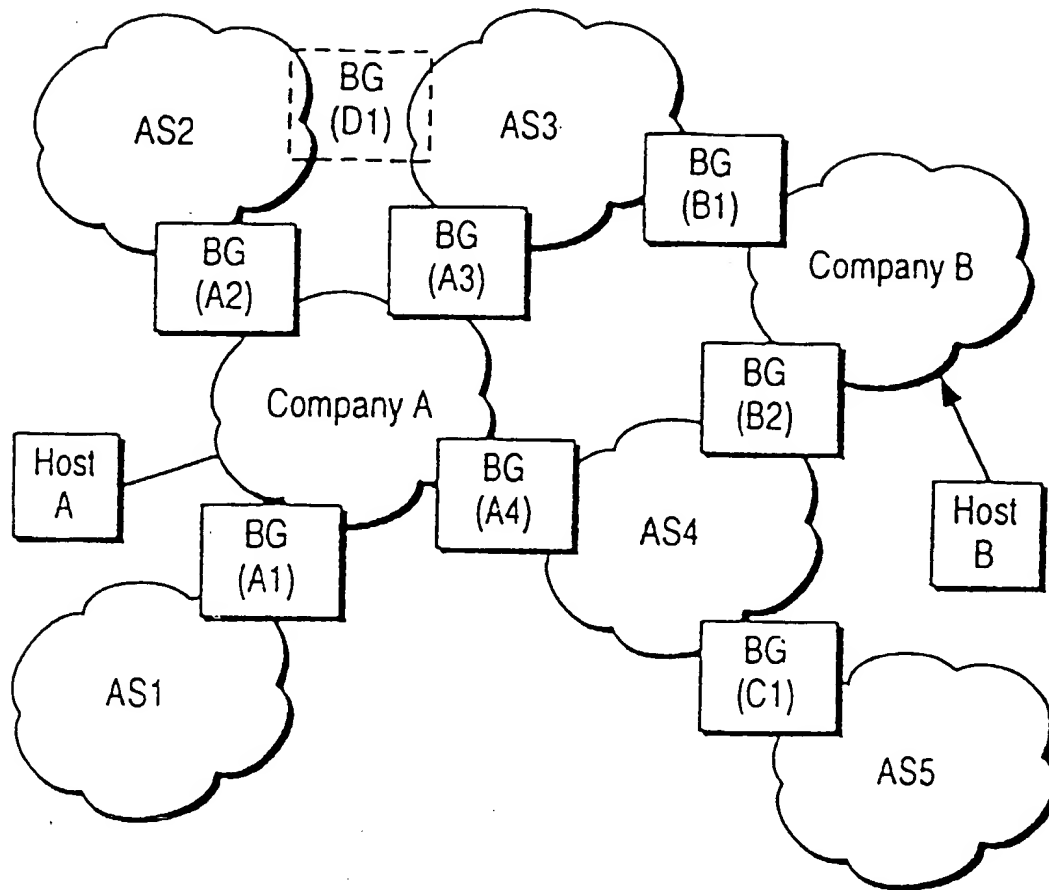 BG
(D1)
AS2
AS3
BG
(B1)
BG
(A2)
BG
(A3)
Company B
BG
(B2)
Company A
Host
A
BG
(A4)
BG
(A1)
AS4
Host
B
BG
(C1)
AS1
AS5